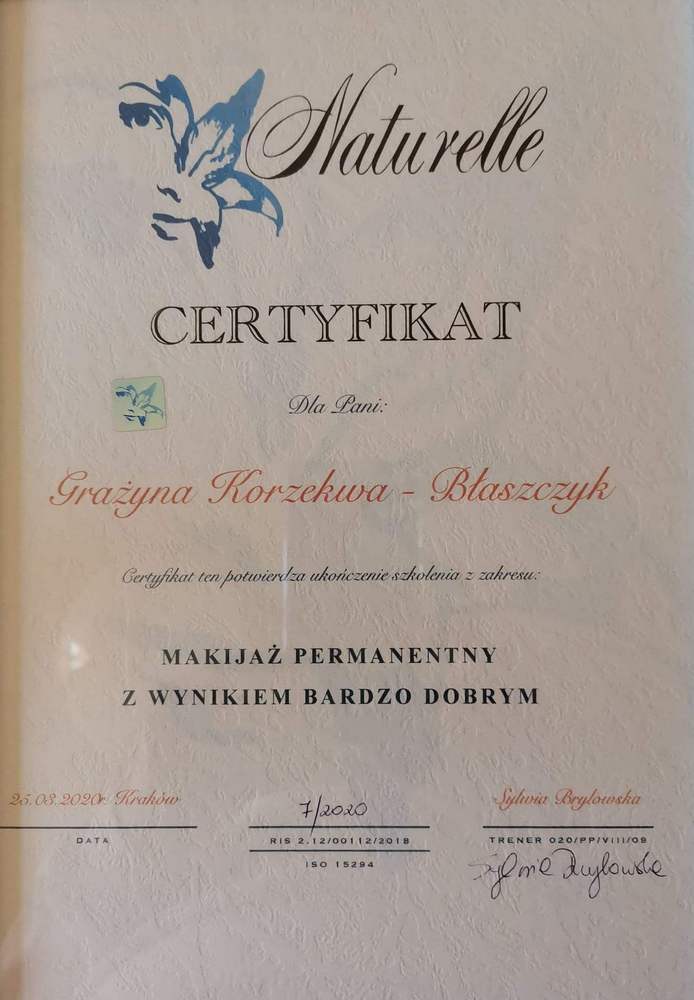 Naturelle
CERTYFIKAT
Dla Pani:
Grażyna Korzekwa - Błaszczyk
Certyfikat ten potwierdza ukończenie szkolenia z zakresu:
MAKIJAŻ PERMANENTNY
Z WYNIKIEM BARDZO DOBRYM
25.03.2020r. Kraków
7/2020
Sylwia Brylowska
DATA
RIS 2.12/00112/2018
TRENER 020/PP/VIII/09
ISO 15294
Sylwia Brylowska